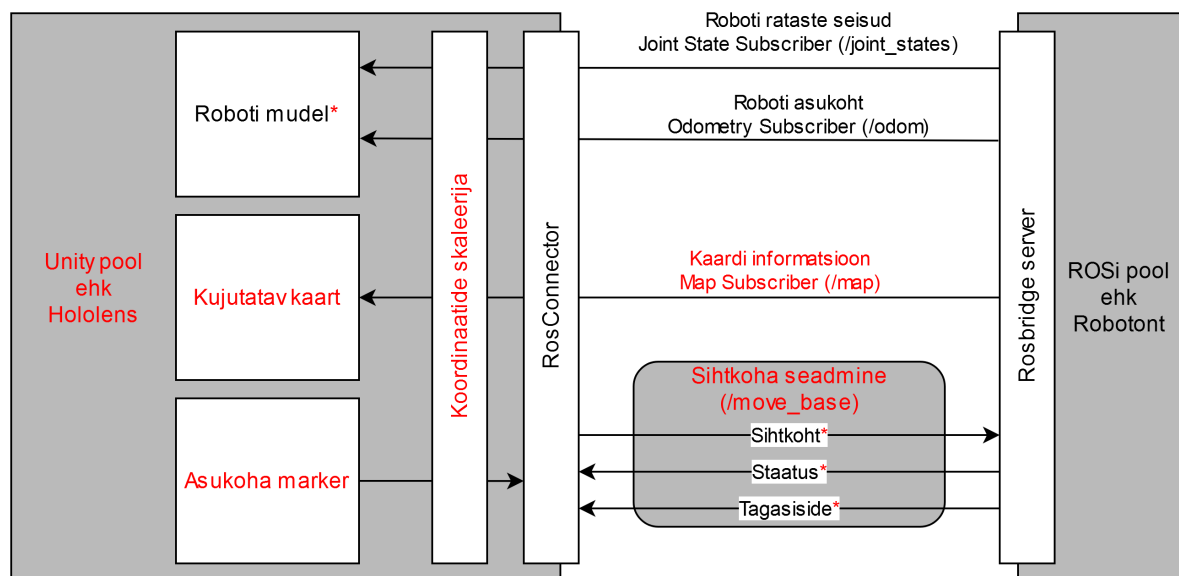 Roboti rataste seisud
Joint State Subscriber (/joint_states)
Roboti mudel*
Roboti asukoht
Odometry Subscriber (/odom)
Unity pool
ehk
Hololens
Kujutatav kaart
Koordinaatide skaleerija
RosConnector
Kaardi informatsioon
Map Subscriber (/map)
Rosbridge server
ROSi pool
ehk
Robotont
Sihtkoha seadmine
(/move_base)
Sihtkoht*
Asukoha marker
Staatus*
Tagasiside*